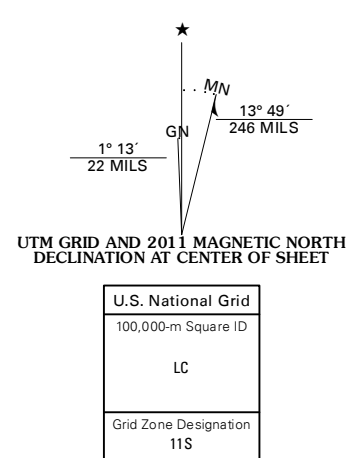 ★
MN
13° 49´
246 MILS
GN
1° 13´
22 MILS
UTM GRID AND 2011 MAGNETIC NORTH
DECLINATION AT CENTER OF SHEET
U.S. National Grid
100,000-m Square ID
LC
Grid Zone Designation
11S